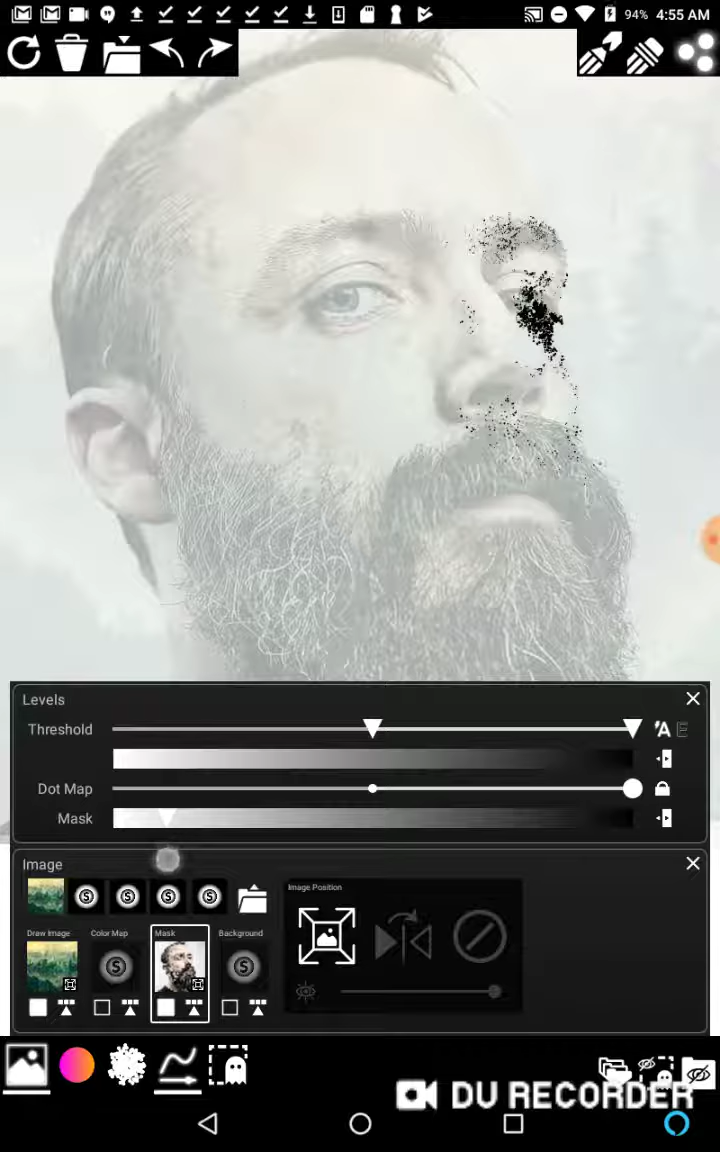 94% 4:55 AM
Levels
Threshold
'A E
Dot Map
Mask
Image
Image Position
Draw Image Color Map Mask Background
DU RECORDER